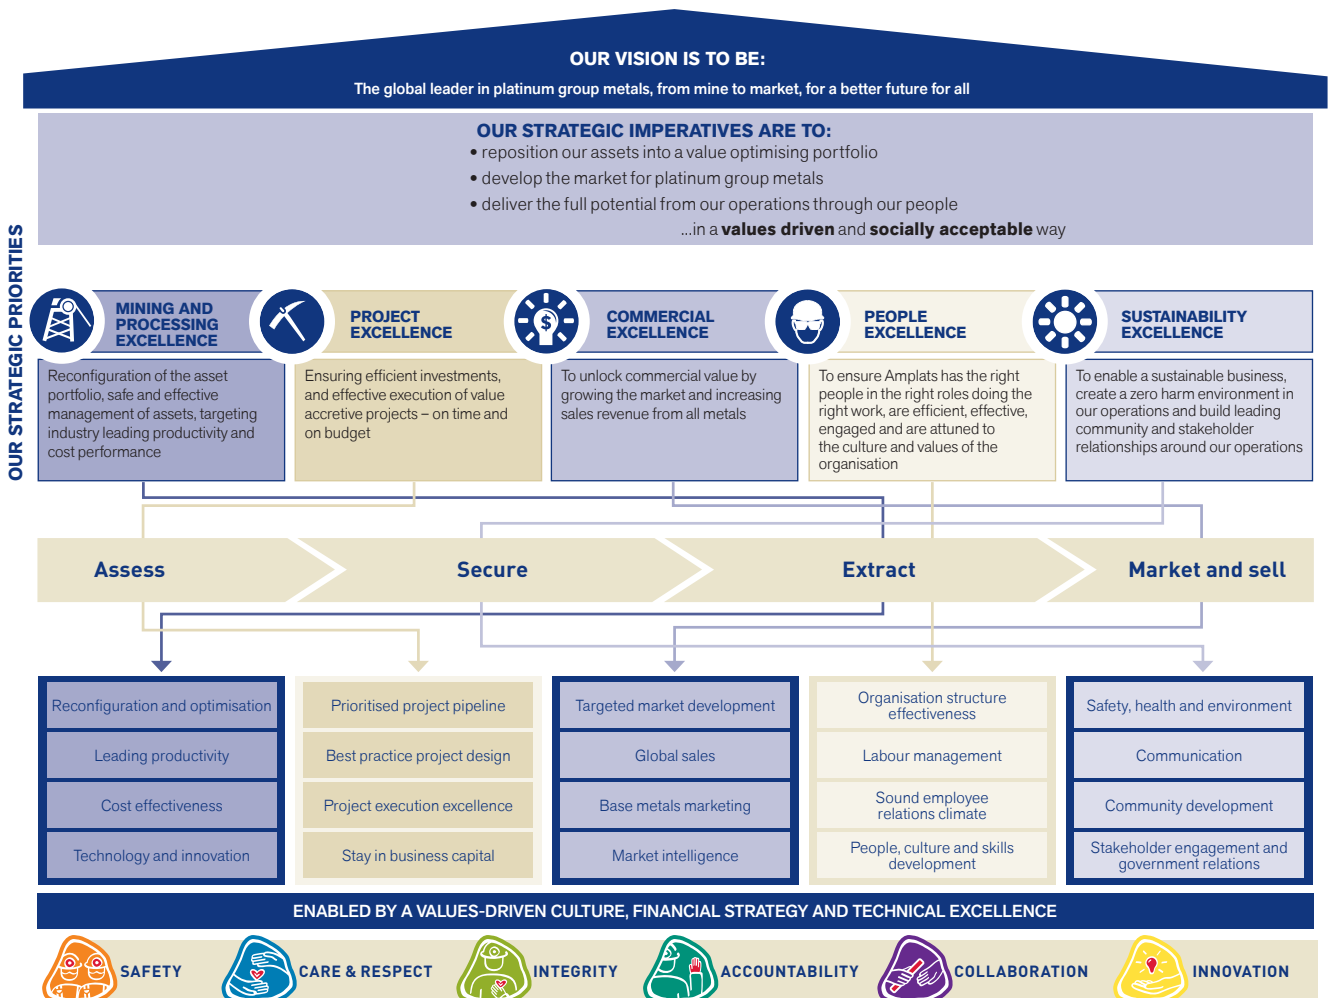 OUR VISION IS TO BE:
The global leader in platinum group metals, from mine to market, for a better future for all
OUR STRATEGIC IMPERATIVES ARE TO:
• reposition our assets into a value optimising portfolio
• develop the market for platinum group metals
• deliver the full potential from our operations through our people
...in a values driven and socially acceptable way
OUR STRATEGIC PRIORITIES
MINING AND
PROCESSING
EXCELLENCE
Reconfiguration of the asset
portfolio, safe and effective
management of assets, targeting
industry leading productivity and
cost performance
PROJECT
EXCELLENCE
Ensuring efficient investments,
and effective execution of value
accretive projects – on time and
on budget
$
COMMERCIAL
EXCELLENCE
To unlock commercial value by
growing the market and increasing
sales revenue from all metals
PEOPLE
EXCELLENCE
To ensure Amplats has the right
people in the right roles doing the
right work, are efficient, effective,
engaged and are attuned to
the culture and values of the
organisation
SUSTAINABILITY
EXCELLENCE
To enable a sustainable business,
create a zero harm environment in
our operations and build leading
community and stakeholder
relationships around our operations
Assess
Secure
Extract
Market and sell
Reconfiguration and optimisation
Leading productivity
Cost effectiveness
Technology and innovation
Prioritised project pipeline
Best practice project design
Project execution excellence
Stay in business capital
Targeted market development
Global sales
Base metals marketing
Market intelligence
Organisation structure
effectiveness
Labour management
Sound employee
relations climate
People, culture and skills
development
Safety, health and environment
Communication
Community development
Stakeholder engagement and
government relations
ENABLED BY A VALUES-DRIVEN CULTURE, FINANCIAL STRATEGY AND TECHNICAL EXCELLENCE
SAFETY
CARE & RESPECT
INTEGRITY
ACCOUNTABILITY
COLLABORATION
INNOVATION